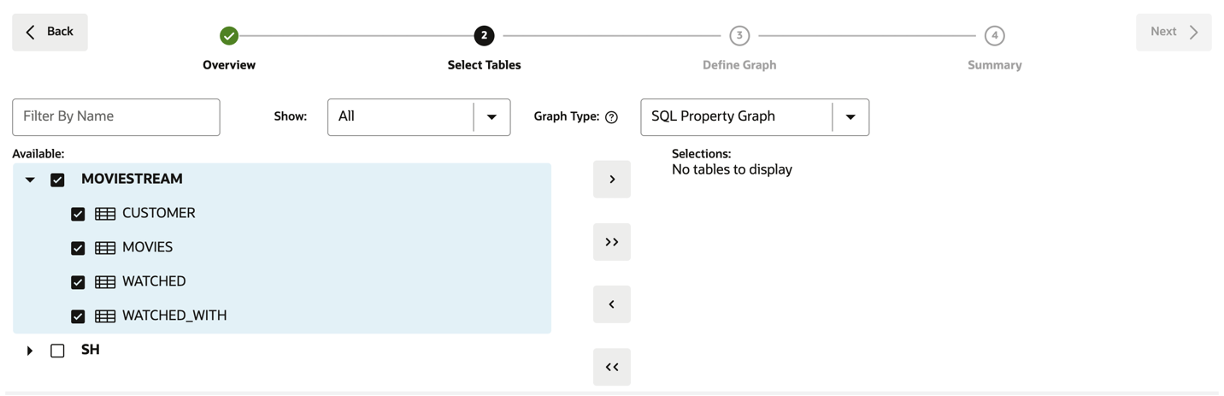 Back
Next
2
3
4
Overview
Select Tables
Define Graph
Summary
Filter By Name
Show:
All
Graph Type: ?
SQL Property Graph
Available:
Selections:
No tables to display
MOVIESTREAM
CUSTOMER
MOVIES
WATCHED
WATCHED_WITH
SH
>
>>
<
<<